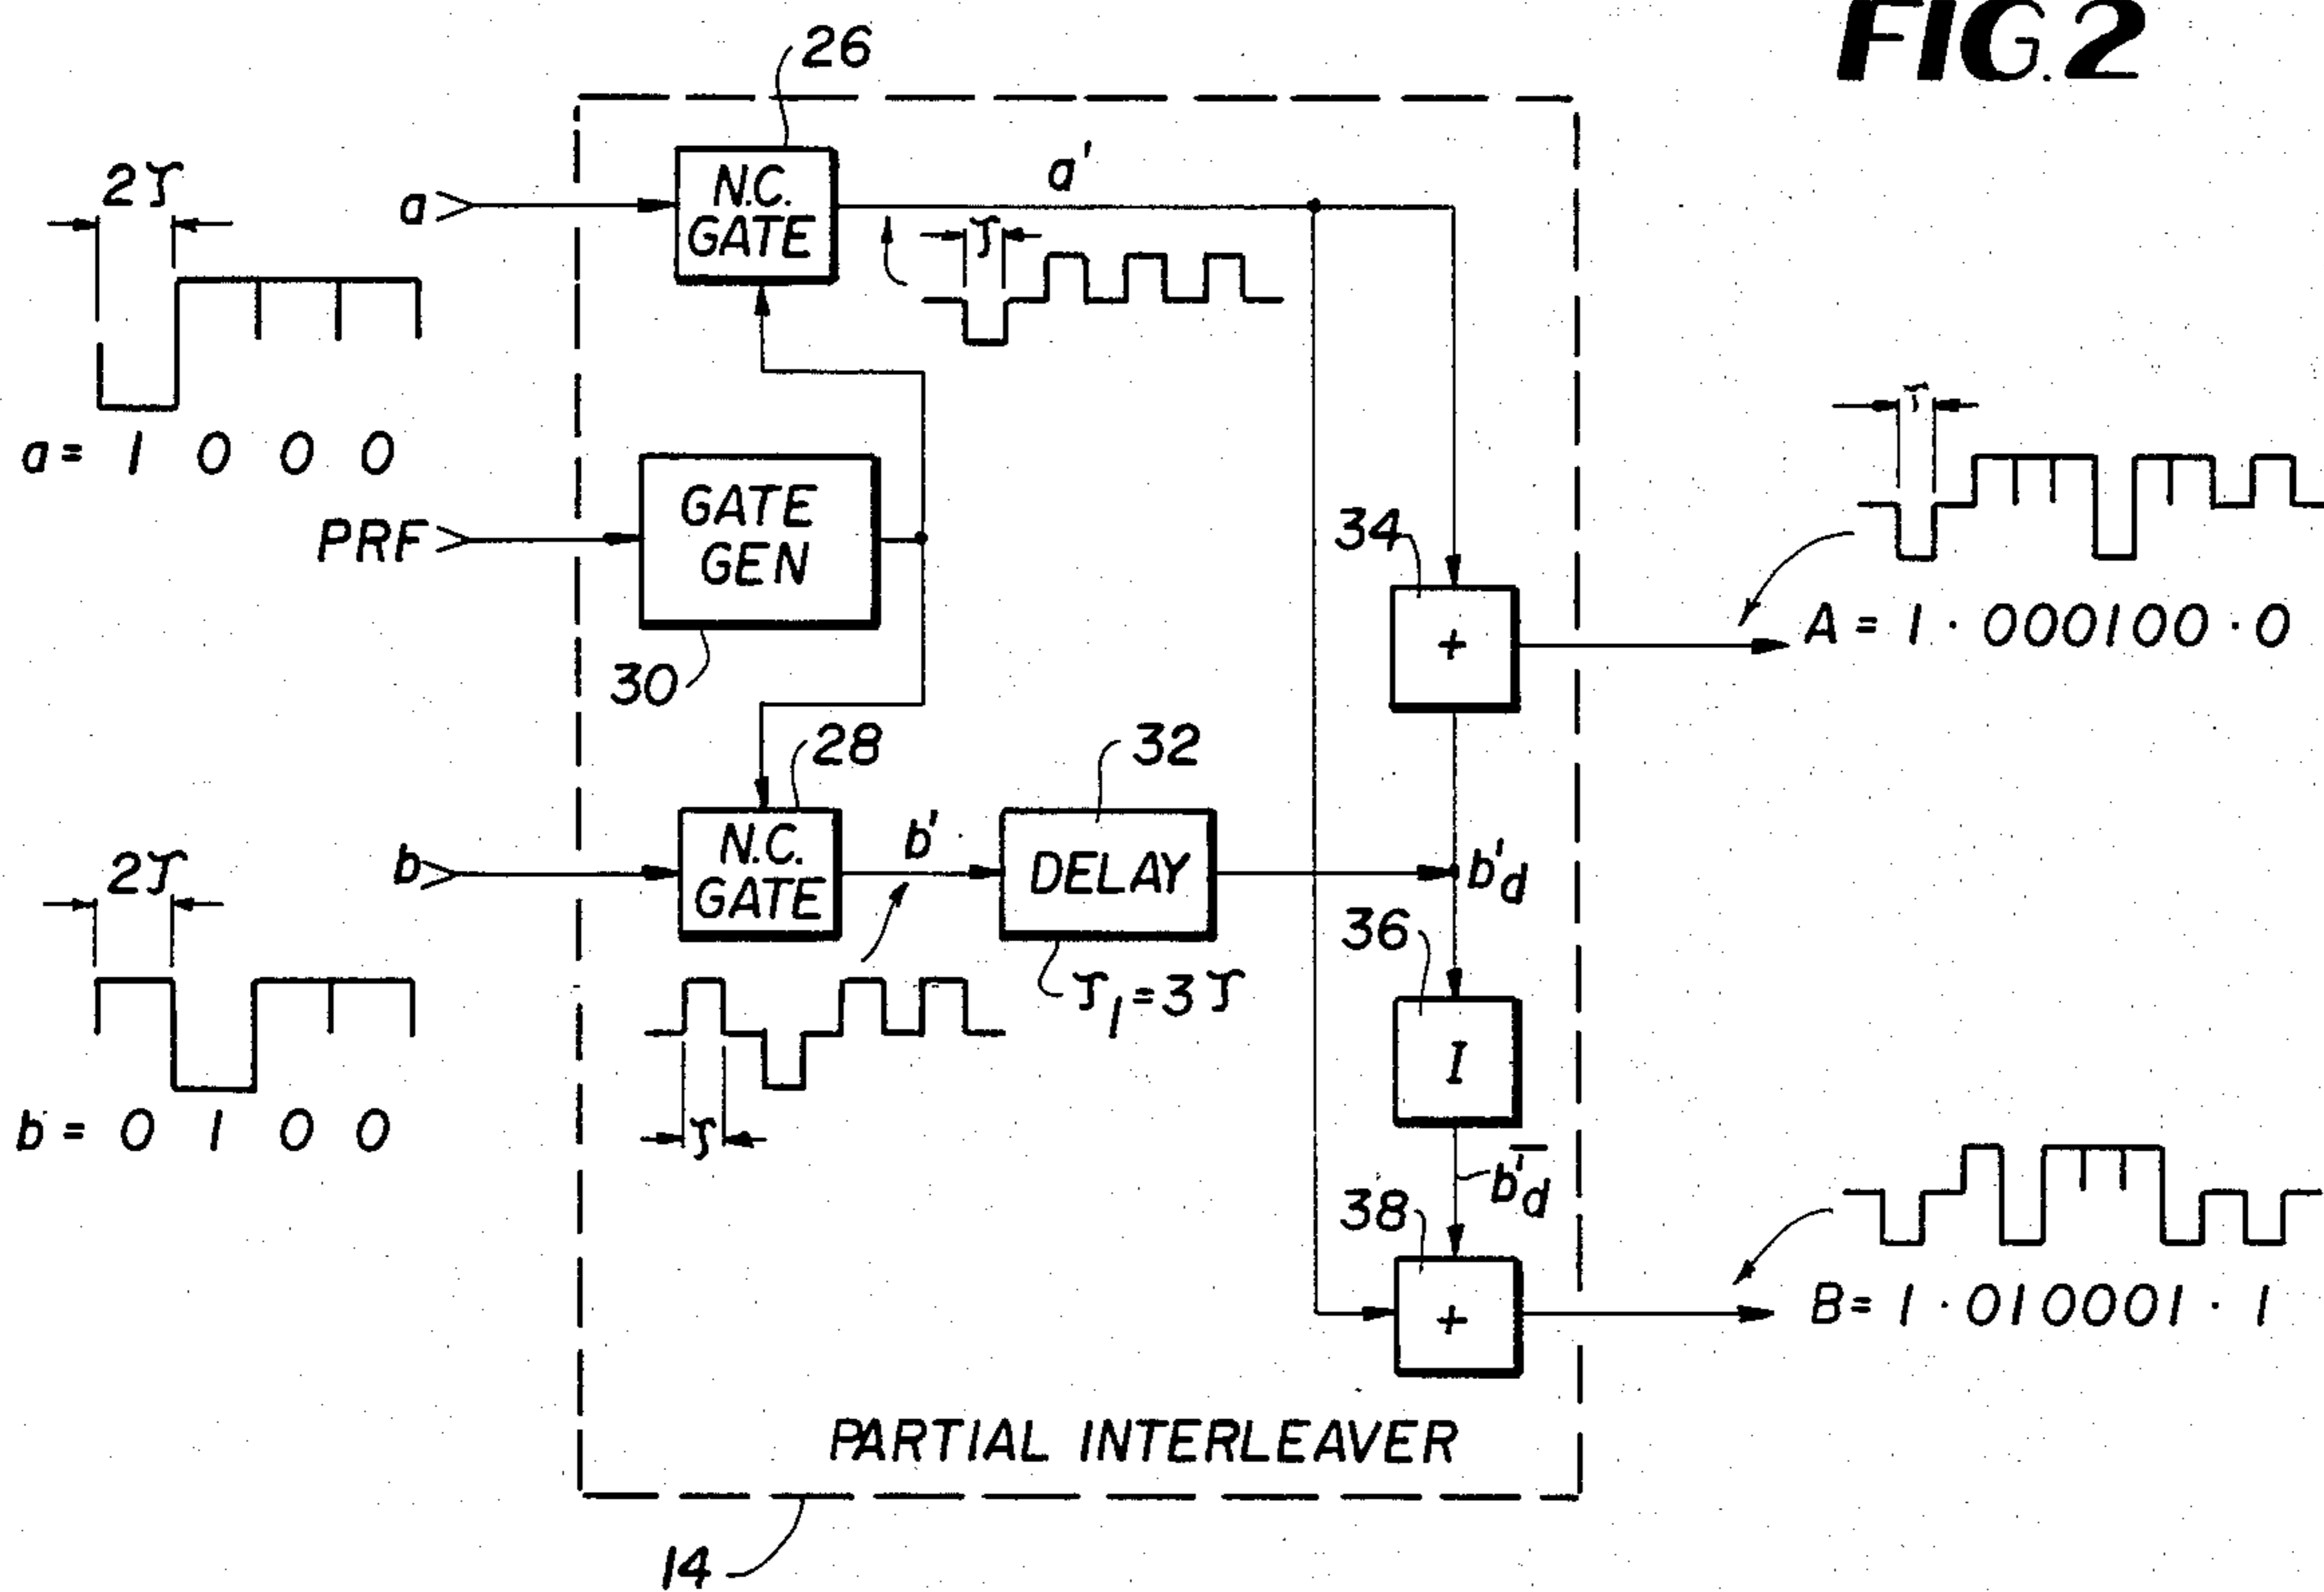 FIG. 2
26
2τ
a
N.C.
GATE
a'
τ
a = 1 0 0 0
PRF
GATE
GEN
30
34
+
τ
A = 1 · 000100 · 0
28
32
2τ
b
N.C.
GATE
b'
DELAY
b'd
τ1 = 3τ
36
I
τ
b = 0 1 0 0
b̅'d
38
+
B = 1 · 010001 · 1
PARTIAL INTERLEAVER
14